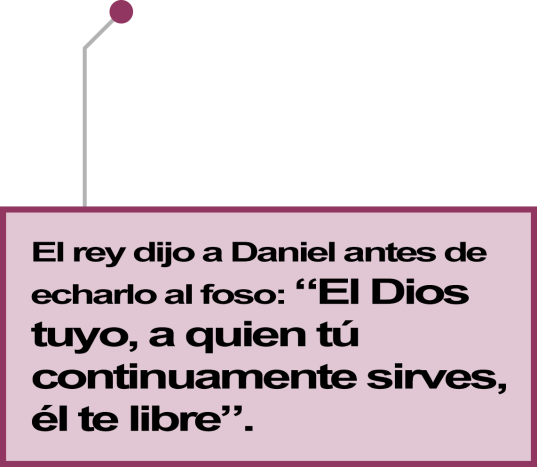 El rey dijo a Daniel antes de
echarlo al foso: “El Dios
tuyo, a quien tú
continuamente sirves,
él te libre”.